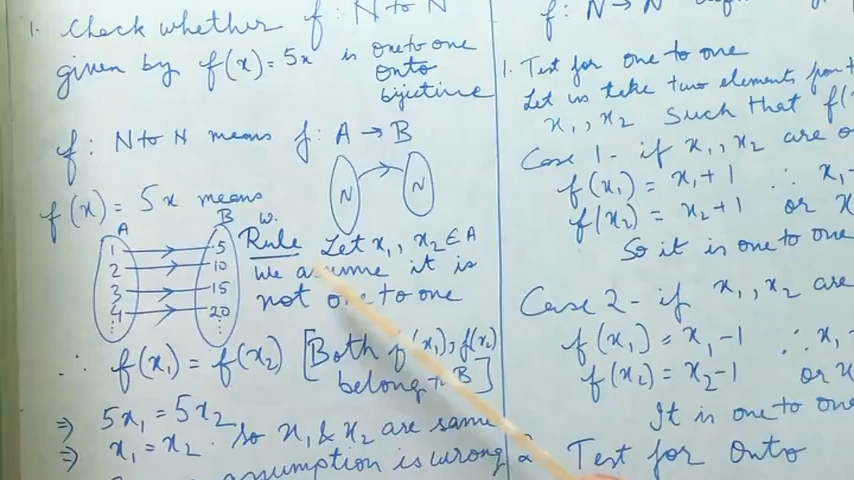 1. Check whether f: N to N
given by f(x) = 5x is one to one
onto
bijective
f: N to N means f: A → B
N N
f(x) = 5x means
A B
1 5
2 10
3 15
4 20
Rule Let x₁, x₂ ∈ A
we assume it is
not one to one
∴ f(x₁) = f(x₂) [Both f(x₁), f(x₂)
belong to B]
⇒ 5x₁ = 5x₂
⇒ x₁ = x₂. So x₁ & x₂ are same
assumption is wrong
f: N → N
1. Test for one to one
Let us take two elements
x₁, x₂ such that
Case 1- if x₁, x₂ are
f(x₁) = x₁+1 ∴ x₁
f(x₂) = x₂+1 or
So it is one to one
Case 2- if x₁, x₂ are
f(x₁) = x₁-1 ∴ x₁
f(x₂) = x₂-1 or
It is one to one
2 Test for Onto